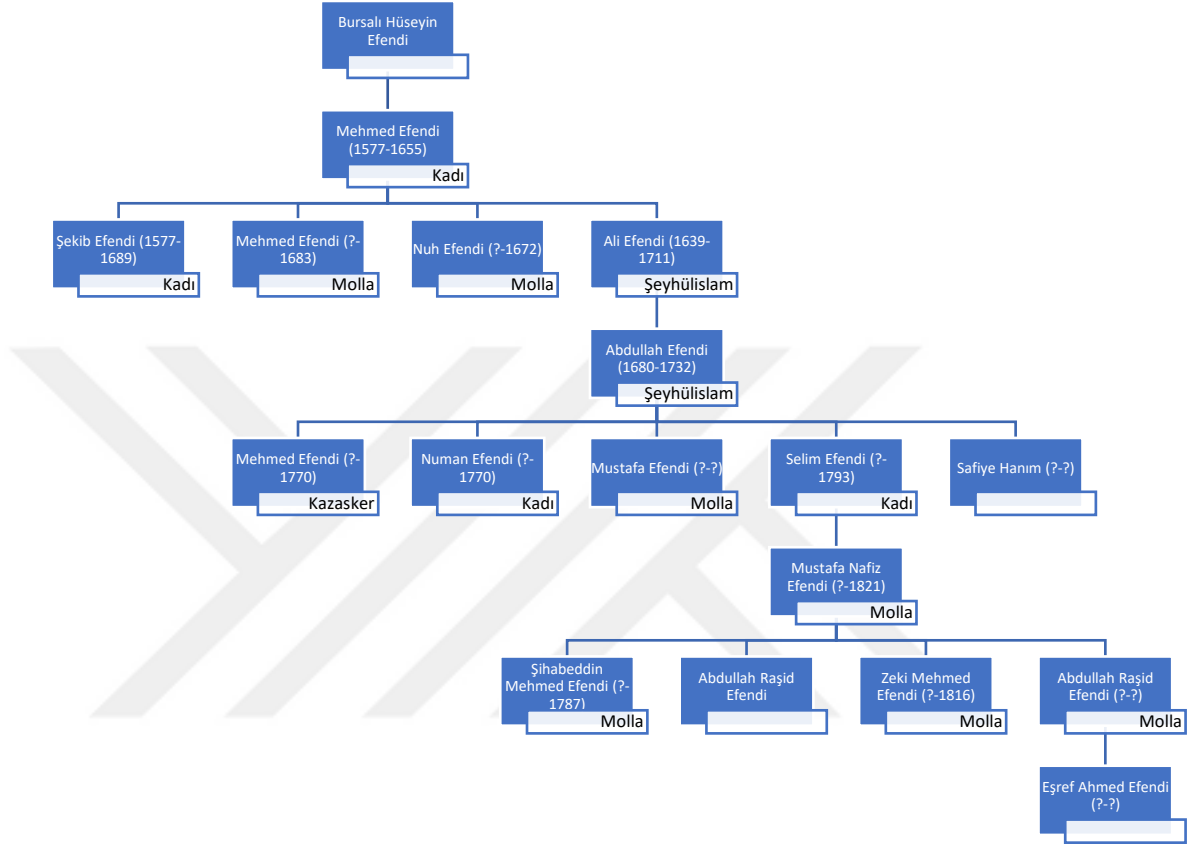 Bursalı Hüseyin
Efendi
Mehmed Efendi
(1577-1655)
Kadı
Şekib Efendi (1577-
1689)
Kadı
Mehmed Efendi (?-
1683)
Molla
Nuh Efendi (?-1672)
Molla
Ali Efendi (1639-
1711)
Şeyhülislam
Abdullah Efendi
(1680-1732)
Şeyhülislam
Mehmed Efendi (?-
1770)
Kazasker
Numan Efendi (?-
1770)
Kadı
Mustafa Efendi (?-?)
Molla
Selim Efendi (?-
1793)
Kadı
Safiye Hanım (?-?)
Mustafa Nafiz
Efendi (?-1821)
Molla
Şihabeddin
Mehmed Efendi (?-
1787)
Molla
Abdullah Raşid
Efendi
Zeki Mehmed
Efendi (?-1816)
Molla
Abdullah Raşid
Efendi (?-?)
Molla
Eşref Ahmed Efendi
(?-?)